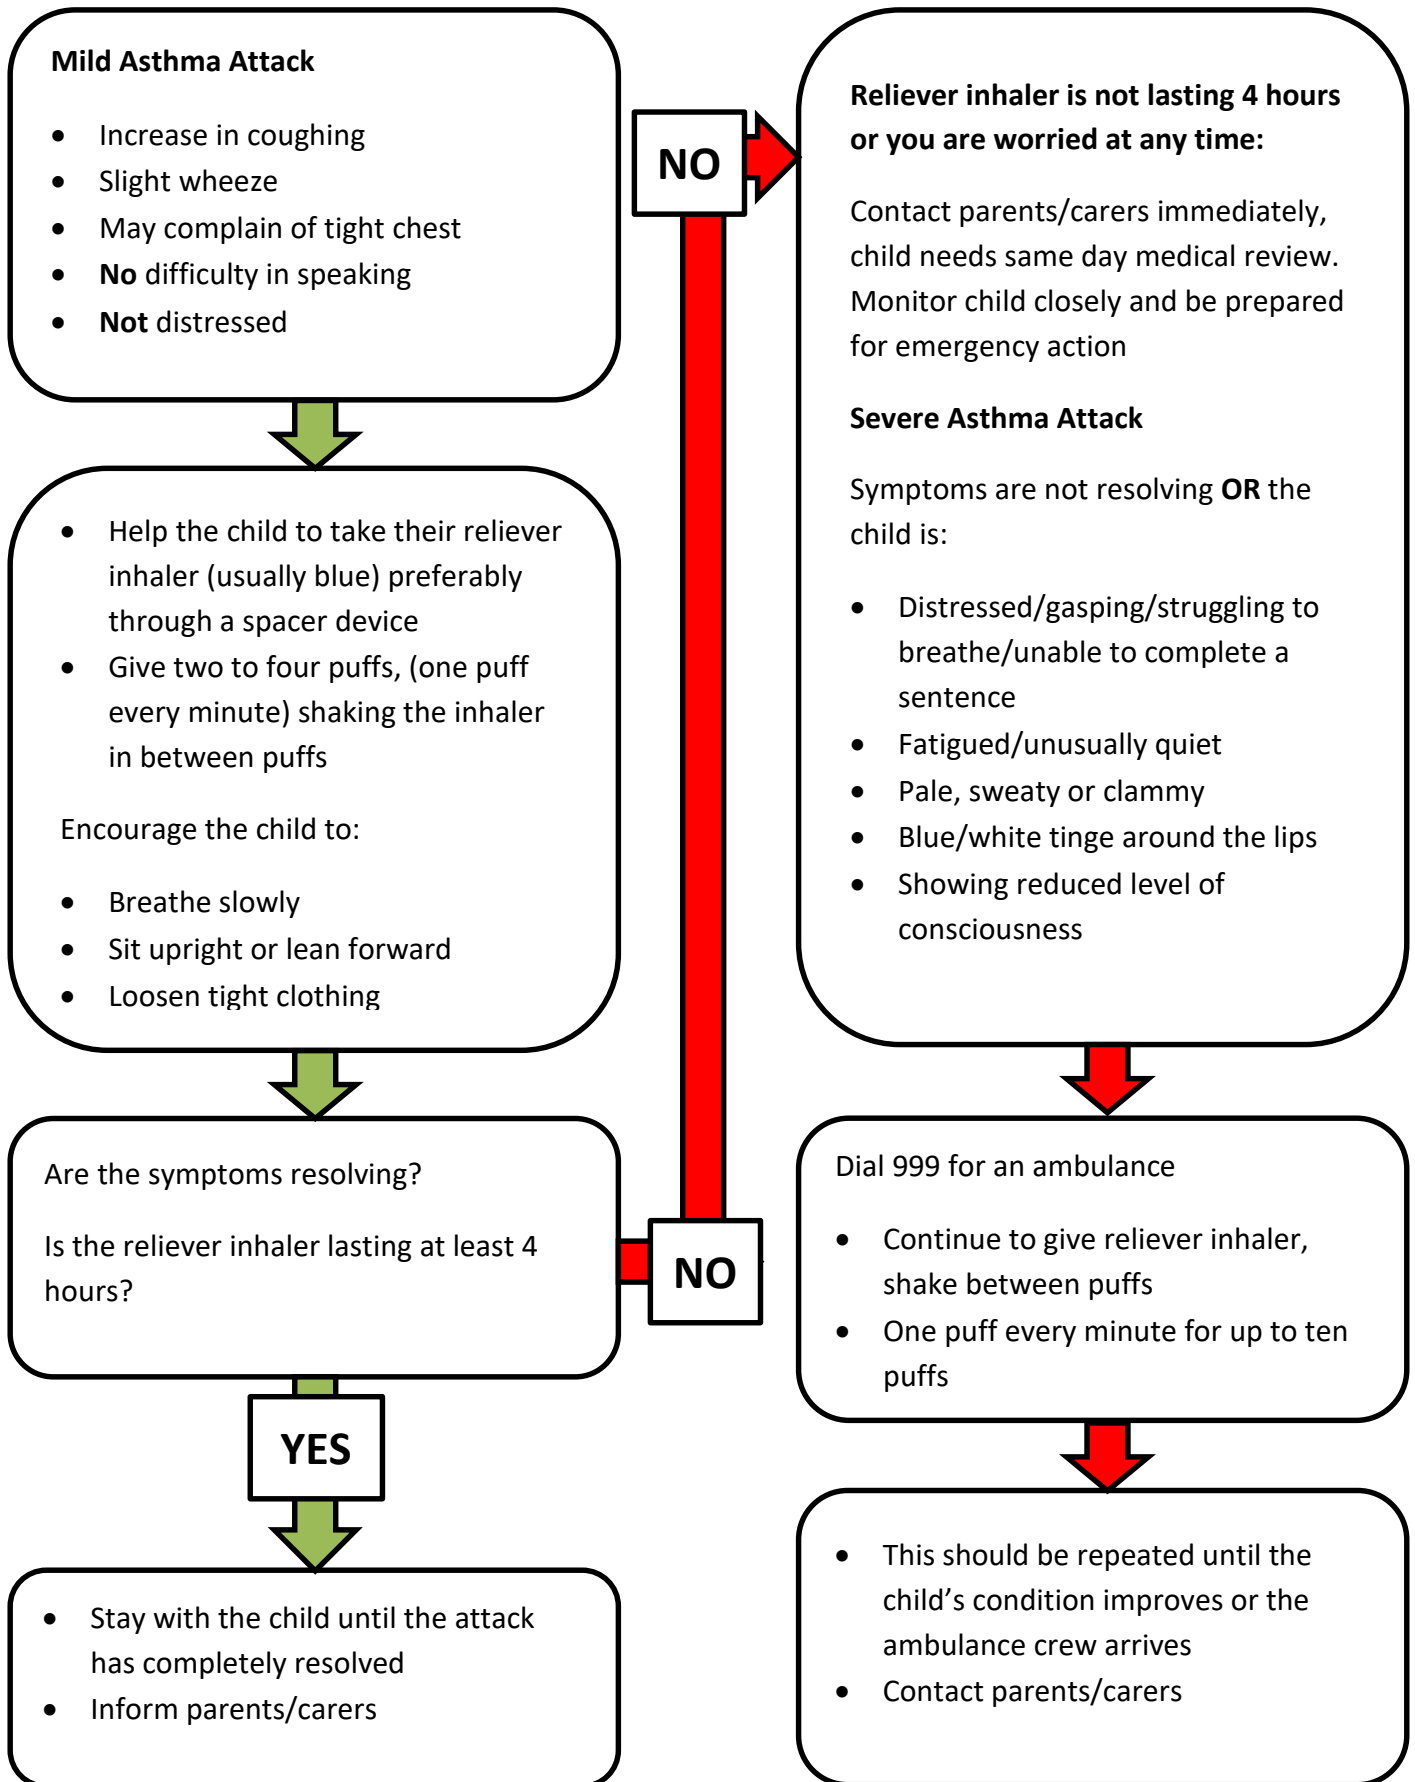 Mild Asthma Attack
• Increase in coughing
• Slight wheeze
• May complain of tight chest
• No difficulty in speaking
• Not distressed
• Help the child to take their reliever
inhaler (usually blue) preferably
through a spacer device
• Give two to four puffs, (one puff
every minute) shaking the inhaler
in between puffs
Encourage the child to:
• Breathe slowly
• Sit upright or lean forward
• Loosen tight clothing
Are the symptoms resolving?
Is the reliever inhaler lasting at least 4
hours?
YES
• Stay with the child until the attack
has completely resolved
• Inform parents/carers
NO
NO
Reliever inhaler is not lasting 4 hours
or you are worried at any time:
Contact parents/carers immediately,
child needs same day medical review.
Monitor child closely and be prepared
for emergency action
Severe Asthma Attack
Symptoms are not resolving OR the
child is:
• Distressed/gasping/struggling to
breathe/unable to complete a
sentence
• Fatigued/unusually quiet
• Pale, sweaty or clammy
• Blue/white tinge around the lips
• Showing reduced level of
consciousness
Dial 999 for an ambulance
• Continue to give reliever inhaler,
shake between puffs
• One puff every minute for up to ten
puffs
• This should be repeated until the
child’s condition improves or the
ambulance crew arrives
• Contact parents/carers